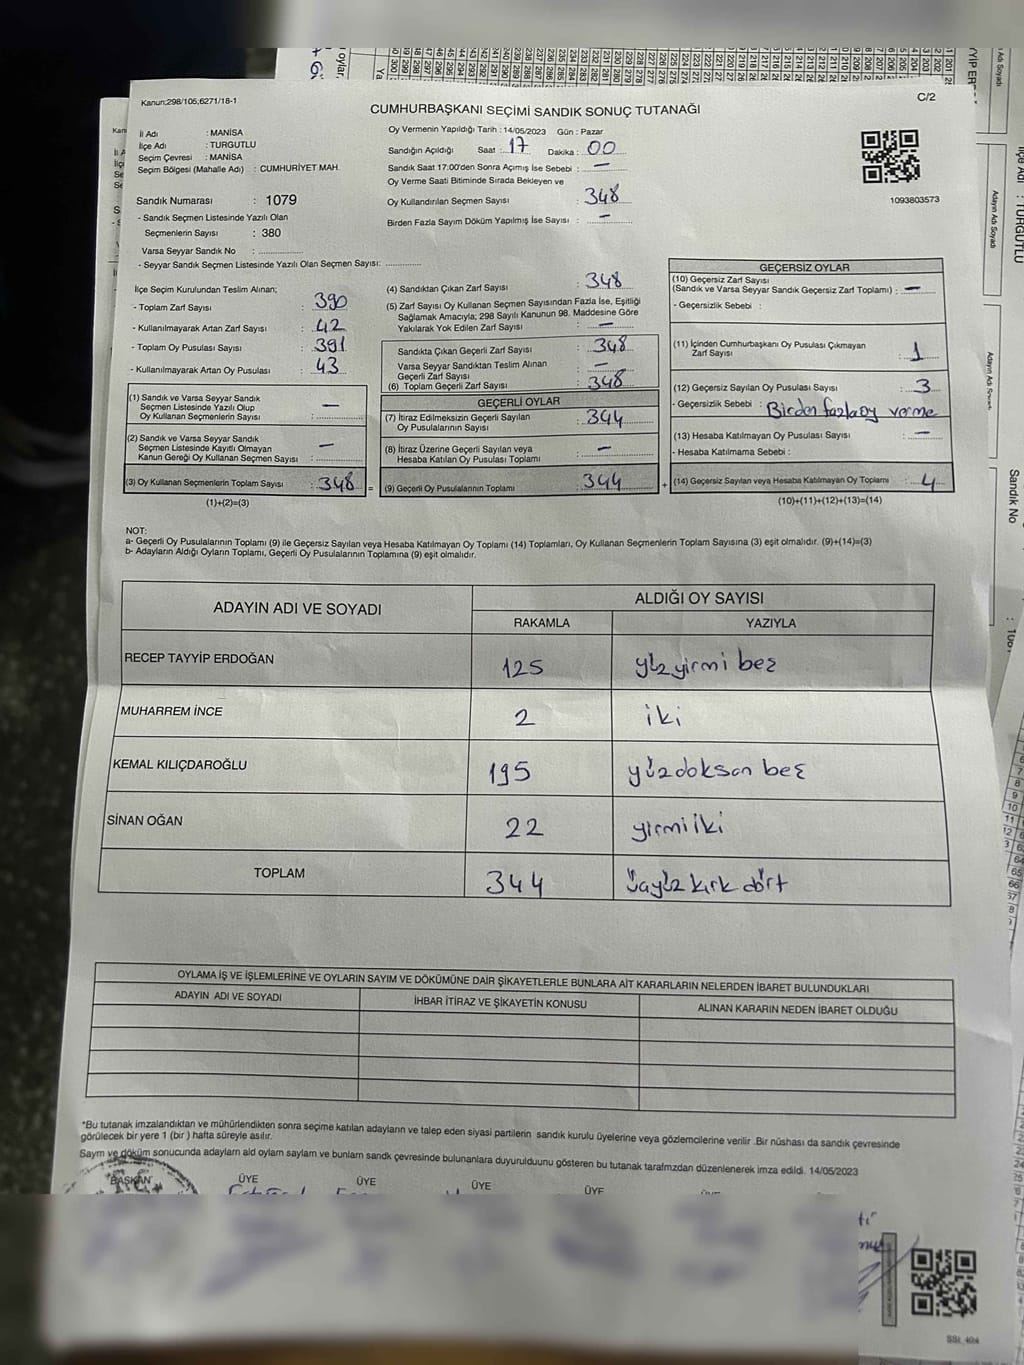 Kanun;298/105,6271/18-1
C/2
CUMHURBAŞKANI SEÇİMİ SANDIK SONUÇ TUTANAĞI
İl Adı : MANİSA
İlçe Adı : TURGUTLU
Seçim Çevresi : MANİSA
Seçim Bölgesi (Mahalle Adı) : CUMHURİYET MAH.
Sandık Numarası : 1079
- Sandık Seçmen Listesinde Yazılı Olan
Seçmenlerin Sayısı : 380
Varsa Seyyar Sandık No :
- Seyyar Sandık Seçmen Listesinde Yazılı Olan Seçmen Sayısı:
Oy Vermenin Yapıldığı Tarih : 14/05/2023 Gün : Pazar
Sandığın Açıldığı Saat : 17 Dakika : 00
Sandık Saat 17:00'den Sonra Açımış İse Sebebi : —
Oy Verme Saati Bitiminde Sırada Bekleyen ve
Oy Kullandırılan Seçmen Sayısı : 348
Birden Fazla Sayım Döküm Yapılmış İse Sayısı : —
1093803573
İlçe Seçim Kurulundan Teslim Alınan;
- Toplam Zarf Sayısı : 390
- Kullanılmayarak Artan Zarf Sayısı : 42
- Toplam Oy Pusulası Sayısı : 391
- Kullanılmayarak Artan Oy Pusulası : 43
(1) Sandık ve Varsa Seyyar Sandık
Seçmen Listesinde Yazılı Olup
Oy Kullanan Seçmenlerin Sayısı : —
(2) Sandık ve Varsa Seyyar Sandık
Seçmen Listesinde Kayıtlı Olmayan
Kanun Gereği Oy Kullanan Seçmen Sayısı : —
(3) Oy Kullanan Seçmenlerin Toplam Sayısı : 348 =
(1)+(2)=(3)
(4) Sandıktan Çıkan Zarf Sayısı : 348
(5) Zarf Sayısı Oy Kullanan Seçmen Sayısından Fazla İse, Eşitliği
Sağlamak Amacıyla; 298 Sayılı Kanunun 98. Maddesine Göre
Yakılarak Yok Edilen Zarf Sayısı : —
Sandıkta Çıkan Geçerli Zarf Sayısı : 348
Varsa Seyyar Sandıktan Teslim Alınan
Geçerli Zarf Sayısı : —
(6) Toplam Geçerli Zarf Sayısı : 348
GEÇERLİ OYLAR
(7) İtiraz Edilmeksizin Geçerli Sayılan
Oy Pusulalarının Sayısı : 344
(8) İtiraz Üzerine Geçerli Sayılan veya
Hesaba Katılan Oy Pusulası Toplamı : —
(9) Geçerli Oy Pusulalarının Toplamı : 344 +
GEÇERSİZ OYLAR
(10) Geçersiz Zarf Sayısı
(Sandık ve Varsa Seyyar Sandık Geçersiz Zarf Toplamı) : —
- Geçersizlik Sebebi :
(11) İçinden Cumhurbaşkanı Oy Pusulası Çıkmayan
Zarf Sayısı : 1
(12) Geçersiz Sayılan Oy Pusulası Sayısı : 3
- Geçersizlik Sebebi : Birden fazla oy verme
(13) Hesaba Katılmayan Oy Pusulası Sayısı : —
- Hesaba Katılmama Sebebi :
(14) Geçersiz Sayılan veya Hesaba Katılmayan Oy Toplamı : 4
(10)+(11)+(12)+(13)=(14)
NOT:
a- Geçerli Oy Pusulalarının Toplamı (9) ile Geçersiz Sayılan veya Hesaba Katılmayan Oy Toplamı (14) Toplamları, Oy Kullanan Seçmenlerin Toplam Sayısına (3) eşit olmalıdır. (9)+(14)=(3)
b- Adayların Aldığı Oyların Toplamı, Geçerli Oy Pusulalarının Toplamına (9) eşit olmalıdır.
ADAYIN ADI VE SOYADI
ALDIĞI OY SAYISI
RAKAMLA YAZIYLA
RECEP TAYYİP ERDOĞAN 125 yüzyirmi beş
MUHARREM İNCE 2 iki
KEMAL KILIÇDAROĞLU 195 yüzdoksan beş
SİNAN OĞAN 22 yirmi iki
TOPLAM 344 üçyüz kırk dört
OYLAMA İŞ VE İŞLEMLERİNE VE OYLARIN SAYIM VE DÖKÜMÜNE DAİR ŞİKAYETLERLE BUNLARA AİT KARARLARIN NELERDEN İBARET BULUNDUKLARI
ADAYIN ADI VE SOYADI İHBAR İTİRAZ VE ŞİKAYETİN KONUSU ALINAN KARARIN NEDEN İBARET OLDUĞU
*Bu tutanak imzalandıktan ve mühürlendikten sonra seçime katılan adayların ve talep eden siyasi partilerin sandık kurulu üyelerine veya gözlemcilerine verilir .Bir nüshası da sandık çevresinde
görülecek bir yere 1 (bir ) hafta süreyle asılır.
Sayım ve döküm sonucunda adayların ald oylam saylam ve bunlam sandk çevresinde bulunanlara duyurulduunu gösteren bu tutanak tarafmzdan düzenlenerek imza edildi. 14/05/2023
BAŞKAN ÜYE ÜYE ÜYE ÜYE
SSI_404